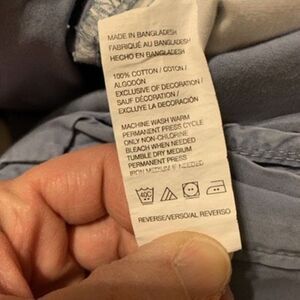 MADE IN BANGLADESH
FABRIQUÉ AU BANGLADESH
HECHO EN BANGLADESH
100% COTTON / COTON /
ALGODÓN
EXCLUSIVE OF DECORATION /
SAUF DÉCORATION /
EXCLUYE LA DECORACIÓN
MACHINE WASH WARM
PERMANENT PRESS CYCLE
ONLY NON-CHLORINE
BLEACH WHEN NEEDED
TUMBLE DRY MEDIUM
PERMANENT PRESS
IRON MEDIUM IF NEEDED
40C
REVERSE/VERSO/AL REVERSO